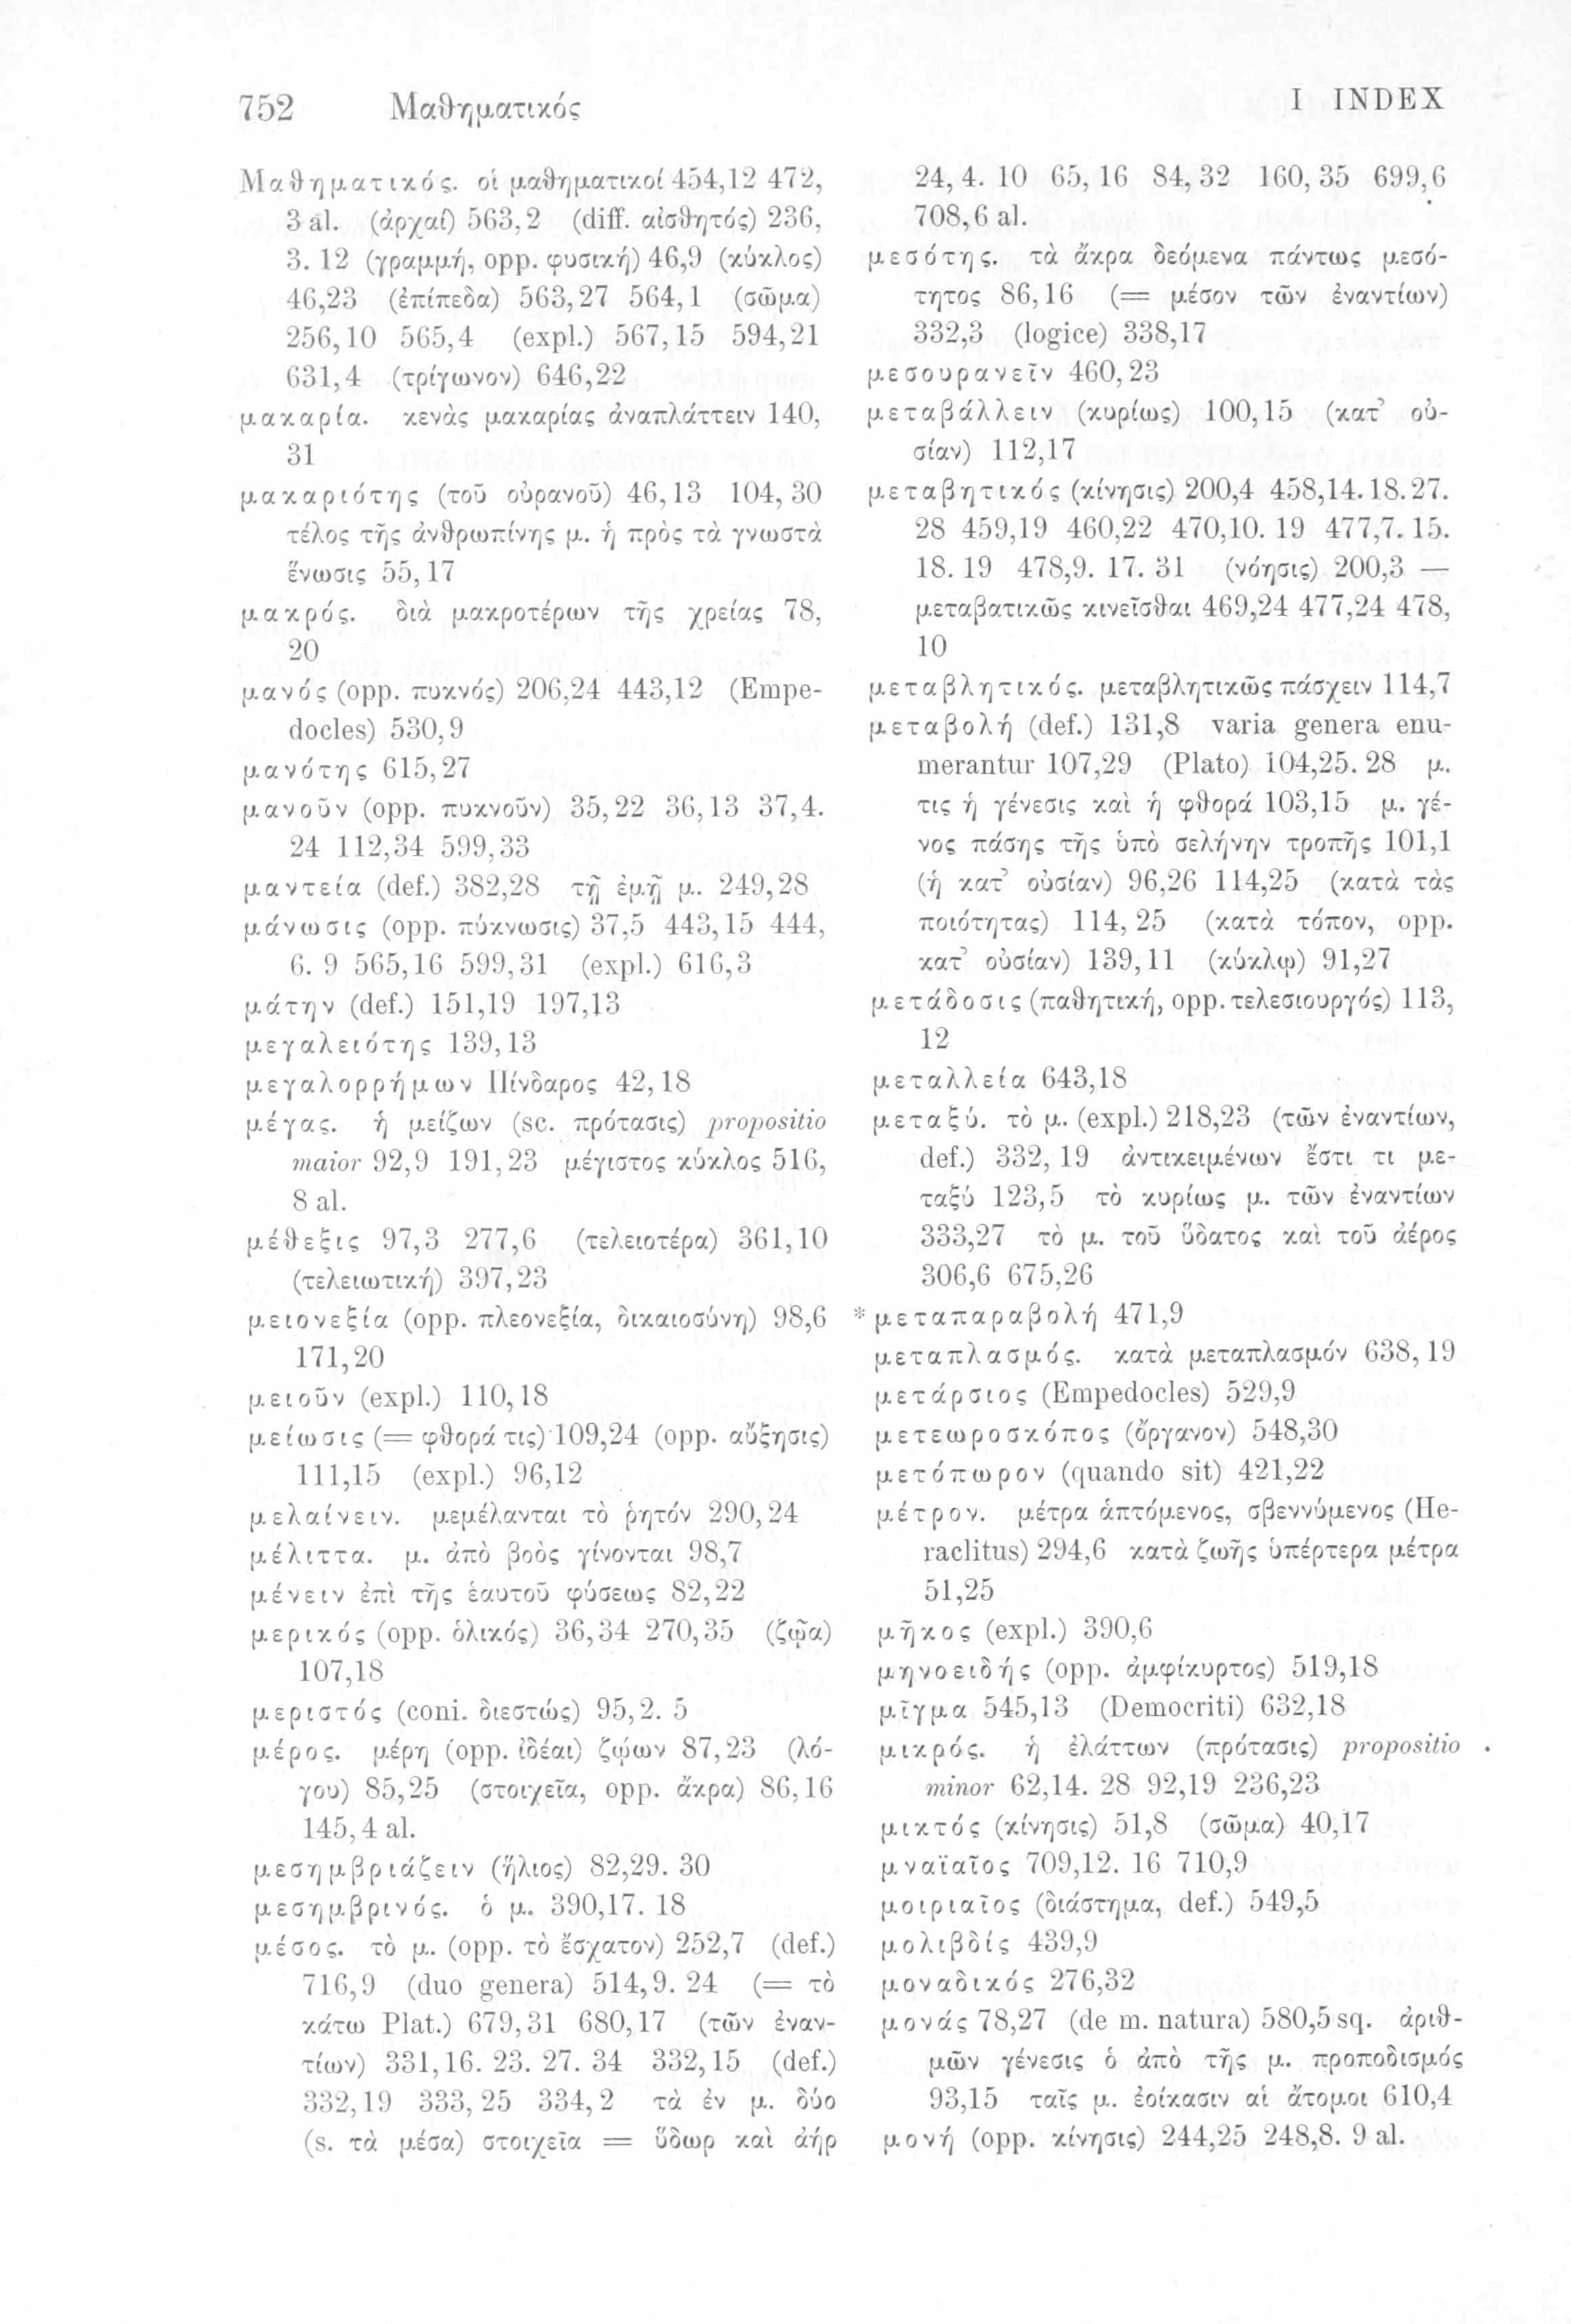 752 Μαθηματικός
I INDEX
Μαθηματικός. οἱ μαθηματικοί 454,12 472,
3 al. (ἀρχαί) 563,2 (diff. αἰσθητός) 236,
3. 12 (γραμμή, opp. φυσική) 46,9 (κύκλος)
46,23 (ἐπίπεδα) 563,27 564,1 (σῶμα)
256,10 565,4 (expl.) 567,15 594,21
631,4 (τρίγωνον) 646,22
μακαρία. κενὰς μακαρίας ἀναπλάττειν 140,
31
μακαριότης (τοῦ οὐρανοῦ) 46,13 104,30
τέλος τῆς ἀνθρωπίνης μ. ἡ πρὸς τὰ γνωστὰ
ἕνωσις 55,17
μακρός. διὰ μακροτέρων τῆς χρείας 78,
20
μανός (opp. πυκνός) 206,24 443,12 (Empe-
docles) 530,9
μανότης 615,27
μανοῦν (opp. πυκνοῦν) 35,22 36,13 37,4.
24 112,34 599,33
μαντεία (def.) 382,28 τῇ ἐμῇ μ. 249,28
μάνωσις (opp. πύκνωσις) 37,5 443,15 444,
6. 9 565,16 599,31 (expl.) 616,3
μάτην (def.) 151,19 197,13
μεγαλειότης 139,13
μεγαλορρήμων Πίνδαρος 42,18
μέγας. ἡ μείζων (sc. πρότασις) propositio
maior 92,9 191,23 μέγιστος κύκλος 516,
8 al.
μέθεξις 97,3 277,6 (τελειοτέρα) 361,10
(τελειωτική) 397,23
μειονεξία (opp. πλεονεξία, δικαιοσύνη) 98,6
171,20
μειοῦν (expl.) 110,18
μείωσις (= φθορά τις) 109,24 (opp. αὔξησις)
111,15 (expl.) 96,12
μελαίνειν. μεμέλανται τὸ ῥητόν 290,24
μέλιττα. μ. ἀπὸ βοὸς γίνονται 98,7
μένειν ἐπὶ τῆς ἑαυτοῦ φύσεως 82,22
μερικός (opp. ὁλικός) 36,34 270,35 (ζῷα)
107,18
μεριστός (coni. διεστώς) 95,2. 5
μέρος. μέρη (opp. ἰδέαι) ζῴων 87,23 (λό-
γου) 85,25 (στοιχεῖα, opp. ἄκρα) 86,16
145,4 al.
μεσημβριάζειν (ἥλιος) 82,29. 30
μεσημβρινός. ὁ μ. 390,17. 18
μέσος. τὸ μ. (opp. τὸ ἔσχατον) 252,7 (def.)
716,9 (duo genera) 514,9. 24 (= τὸ
κάτω Plat.) 679,31 680,17 (τῶν ἐναν-
τίων) 331,16. 23. 27. 34 332,15 (def.)
332,19 333,25 334,2 τὰ ἐν μ. δύο
(s. τὰ μέσα) στοιχεῖα = ὕδωρ καὶ ἀήρ
24,4. 10 65,16 84,32 160,35 699,6
708,6 al.
μεσότης. τὰ ἄκρα δεόμενα πάντως μεσό-
τητος 86,16 (= μέσον τῶν ἐναντίων)
332,3 (logice) 338,17
μεσουρανεῖν 460,23
μεταβάλλειν (κυρίως) 100,15 (κατ' οὐ-
σίαν) 112,17
μεταβητικός (κίνησις) 200,4 458,14. 18. 27.
28 459,19 460,22 470,10. 19 477,7. 15.
18. 19 478,9. 17. 31 (νόησις) 200,3 —
μεταβατικῶς κινεῖσθαι 469,24 477,24 478,
10
μεταβλητικός. μεταβλητικῶς πάσχειν 114,7
μεταβολή (def.) 131,8 varia genera enu-
merantur 107,29 (Plato) 104,25. 28 μ.
τις ἡ γένεσις καὶ ἡ φθορά 103,15 μ. γέ-
νος πάσης τῆς ὑπὸ σελήνην τροπῆς 101,1
(ἡ κατ' οὐσίαν) 96,26 114,25 (κατὰ τὰς
ποιότητας) 114,25 (κατὰ τόπον, opp.
κατ' οὐσίαν) 139,11 (κύκλῳ) 91,27
μετάδοσις (παθητική, opp. τελεσιουργός) 113,
12
μεταλλεία 643,18
μεταξύ. τὸ μ. (expl.) 218,23 (τῶν ἐναντίων,
def.) 332,19 ἀντικειμένων ἔστι τι με-
ταξύ 123,5 τὸ κυρίως μ. τῶν ἐναντίων
333,27 τὸ μ. τοῦ ὕδατος καὶ τοῦ ἀέρος
306,6 675,26
*μεταπαραβολή 471,9
μεταπλασμός. κατὰ μεταπλασμόν 638,19
μετάρσιος (Empedocles) 529,9
μετεωροσκόπος (ὄργανον) 548,30
μετόπωρον (quando sit) 421,22
μέτρον. μέτρα ἁπτόμενος, σβεννύμενος (He-
raclitus) 294,6 κατὰ ζωῆς ὑπέρτερα μέτρα
51,25
μῆκος (expl.) 390,6
μηνοειδής (opp. ἀμφίκυρτος) 519,18
μῖγμα 545,13 (Democriti) 632,18
μικρός. ἡ ἐλάττων (πρότασις) propositio
minor 62,14. 28 92,19 236,23
μικτός (κίνησις) 51,8 (σῶμα) 40,17
μναϊαῖος 709,12. 16 710,9
μοιριαῖος (διάστημα, def.) 549,5
μολιβδίς 439,9
μοναδικός 276,32
μονάς 78,27 (de m. natura) 580,5 sq. ἀριθ-
μῶν γένεσις ὁ ἀπὸ τῆς μ. προποδισμός
93,15 ταῖς μ. ἐοίκασιν αἱ ἄτομοι 610,4
μονή (opp. κίνησις) 244,25 248,8. 9 al.